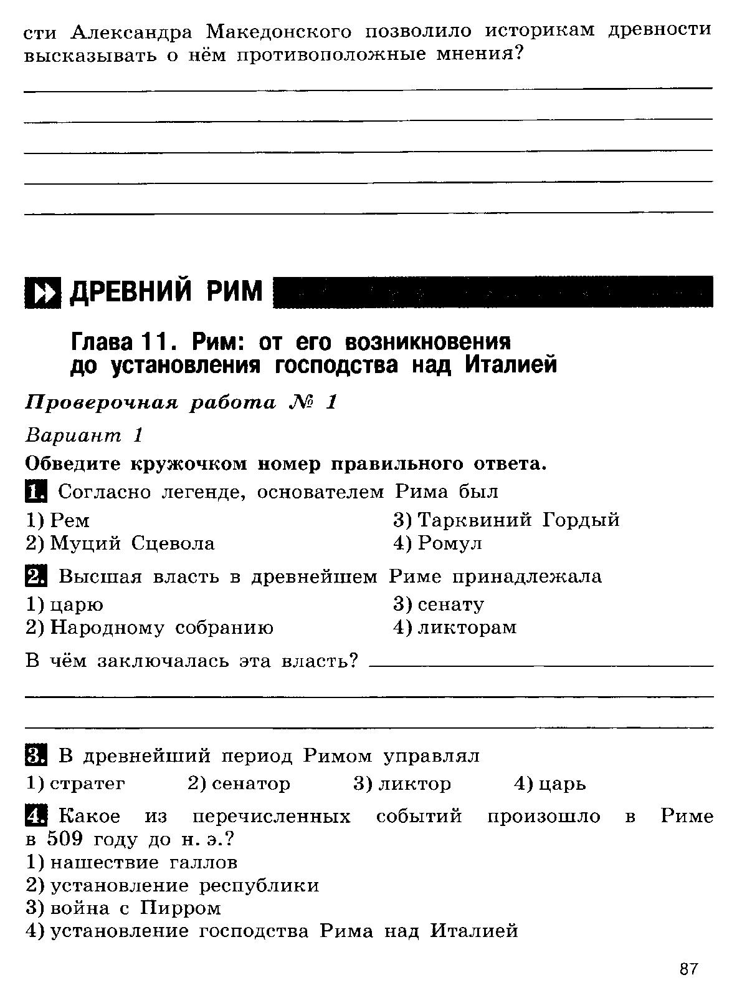 сти Александра Македонского позволило историкам древности
высказывать о нём противоположные мнения?
ДРЕВНИЙ РИМ
Глава 11. Рим: от его возникновения
до установления господства над Италией
Проверочная работа № 1
Вариант 1
Обведите кружочком номер правильного ответа.
1. Согласно легенде, основателем Рима был
1) Рем 3) Тарквиний Гордый
2) Муций Сцевола 4) Ромул
2. Высшая власть в древнейшем Риме принадлежала
1) царю 3) сенату
2) Народному собранию 4) ликторам
В чём заключалась эта власть?
3. В древнейший период Римом управлял
1) стратег 2) сенатор 3) ликтор 4) царь
4. Какое из перечисленных событий произошло в Риме
в 509 году до н. э.?
1) нашествие галлов
2) установление республики
3) война с Пирром
4) установление господства Рима над Италией
87